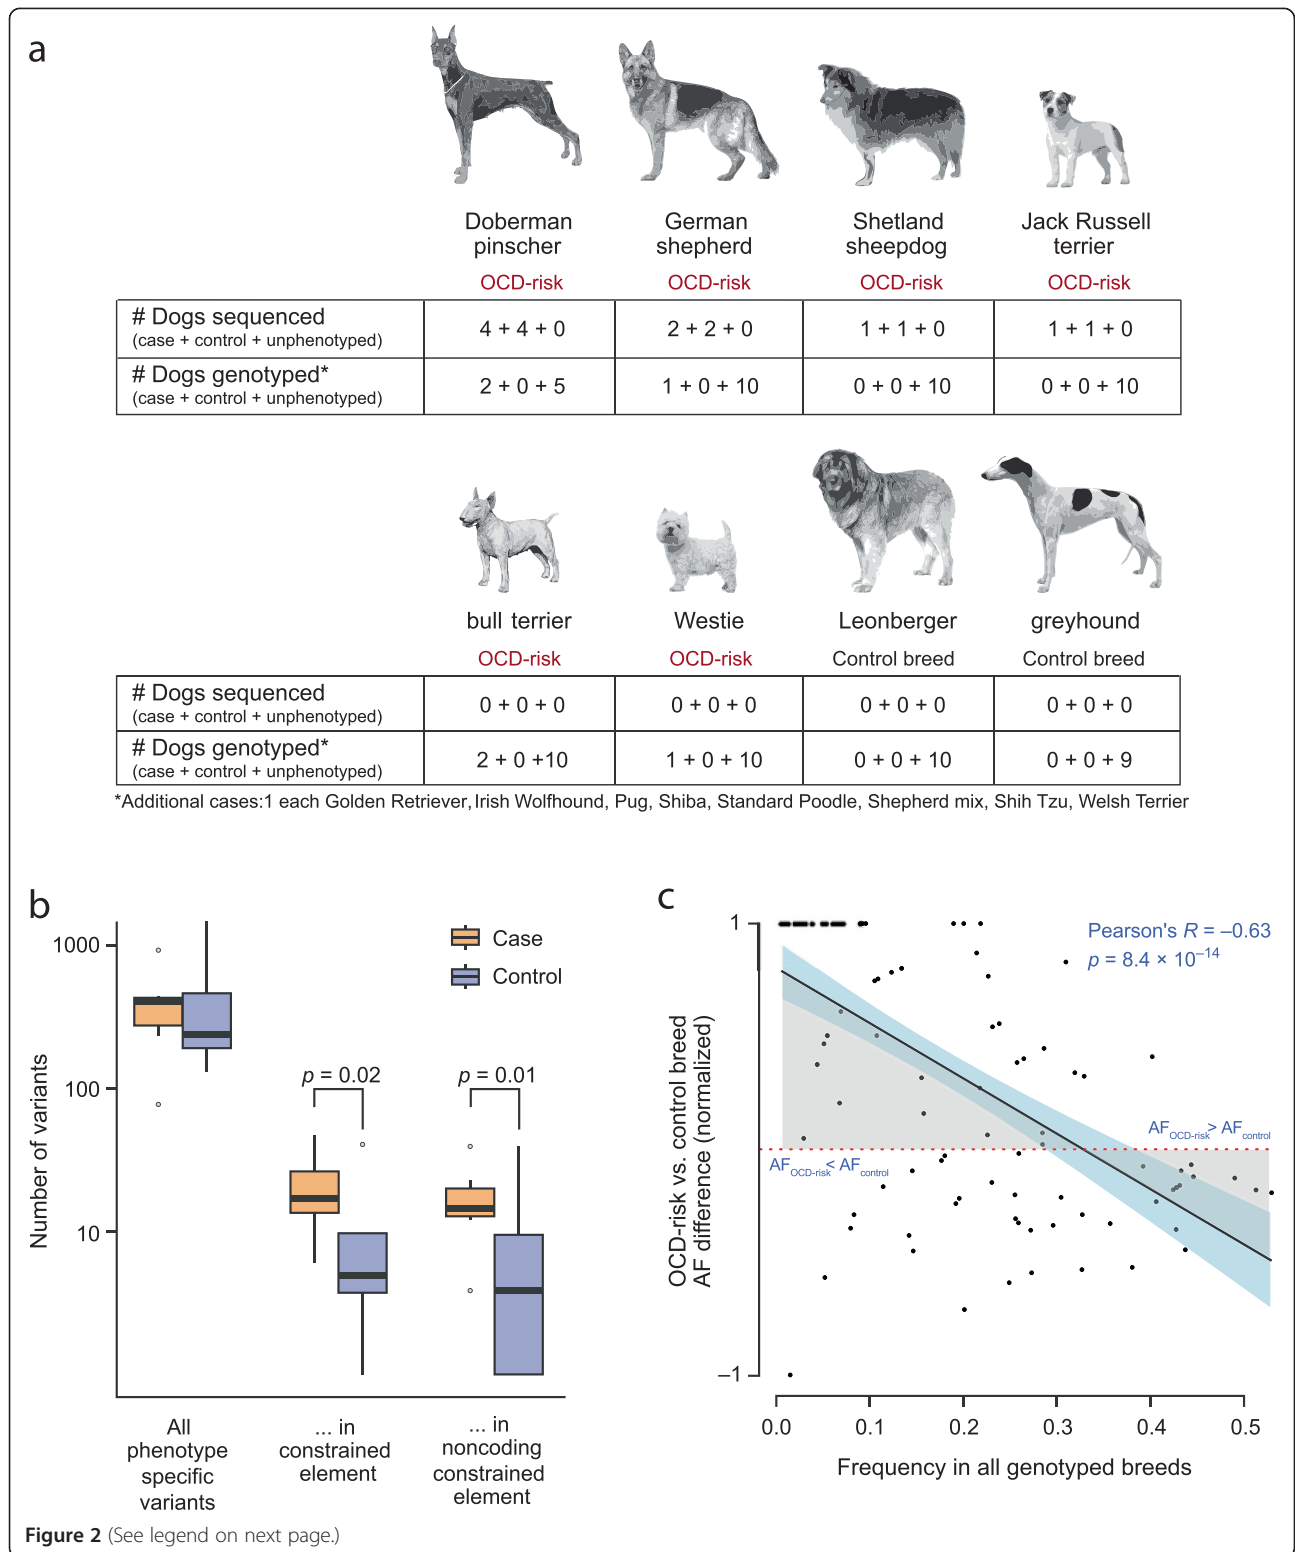 a
Doberman pinscher
German shepherd
Shetland sheepdog
Jack Russell terrier
OCD-risk OCD-risk OCD-risk OCD-risk
# Dogs sequenced
(case + control + unphenotyped)
4 + 4 + 0 2 + 2 + 0 1 + 1 + 0 1 + 1 + 0
# Dogs genotyped*
(case + control + unphenotyped)
2 + 0 + 5 1 + 0 + 10 0 + 0 + 10 0 + 0 + 10
bull terrier Westie Leonberger greyhound
OCD-risk OCD-risk Control breed Control breed
# Dogs sequenced
(case + control + unphenotyped)
0 + 0 + 0 0 + 0 + 0 0 + 0 + 0 0 + 0 + 0
# Dogs genotyped*
(case + control + unphenotyped)
2 + 0 +10 1 + 0 + 10 0 + 0 + 10 0 + 0 + 9
*Additional cases:1 each Golden Retriever, Irish Wolfhound, Pug, Shiba, Standard Poodle, Shepherd mix, Shih Tzu, Welsh Terrier
b
Number of variants
1000
100
10
Case
Control
p = 0.02
p = 0.01
All
phenotype
specific
variants
... in
constrained
element
... in
noncoding
constrained
element
c
OCD-risk vs. control breed
AF difference (normalized)
1
–1
Pearson's R = –0.63
p = 8.4 × 10–14
AFOCD-risk> AFcontrol
AFOCD-risk< AFcontrol
0.0 0.1 0.2 0.3 0.4 0.5
Frequency in all genotyped breeds
Figure 2 (See legend on next page.)